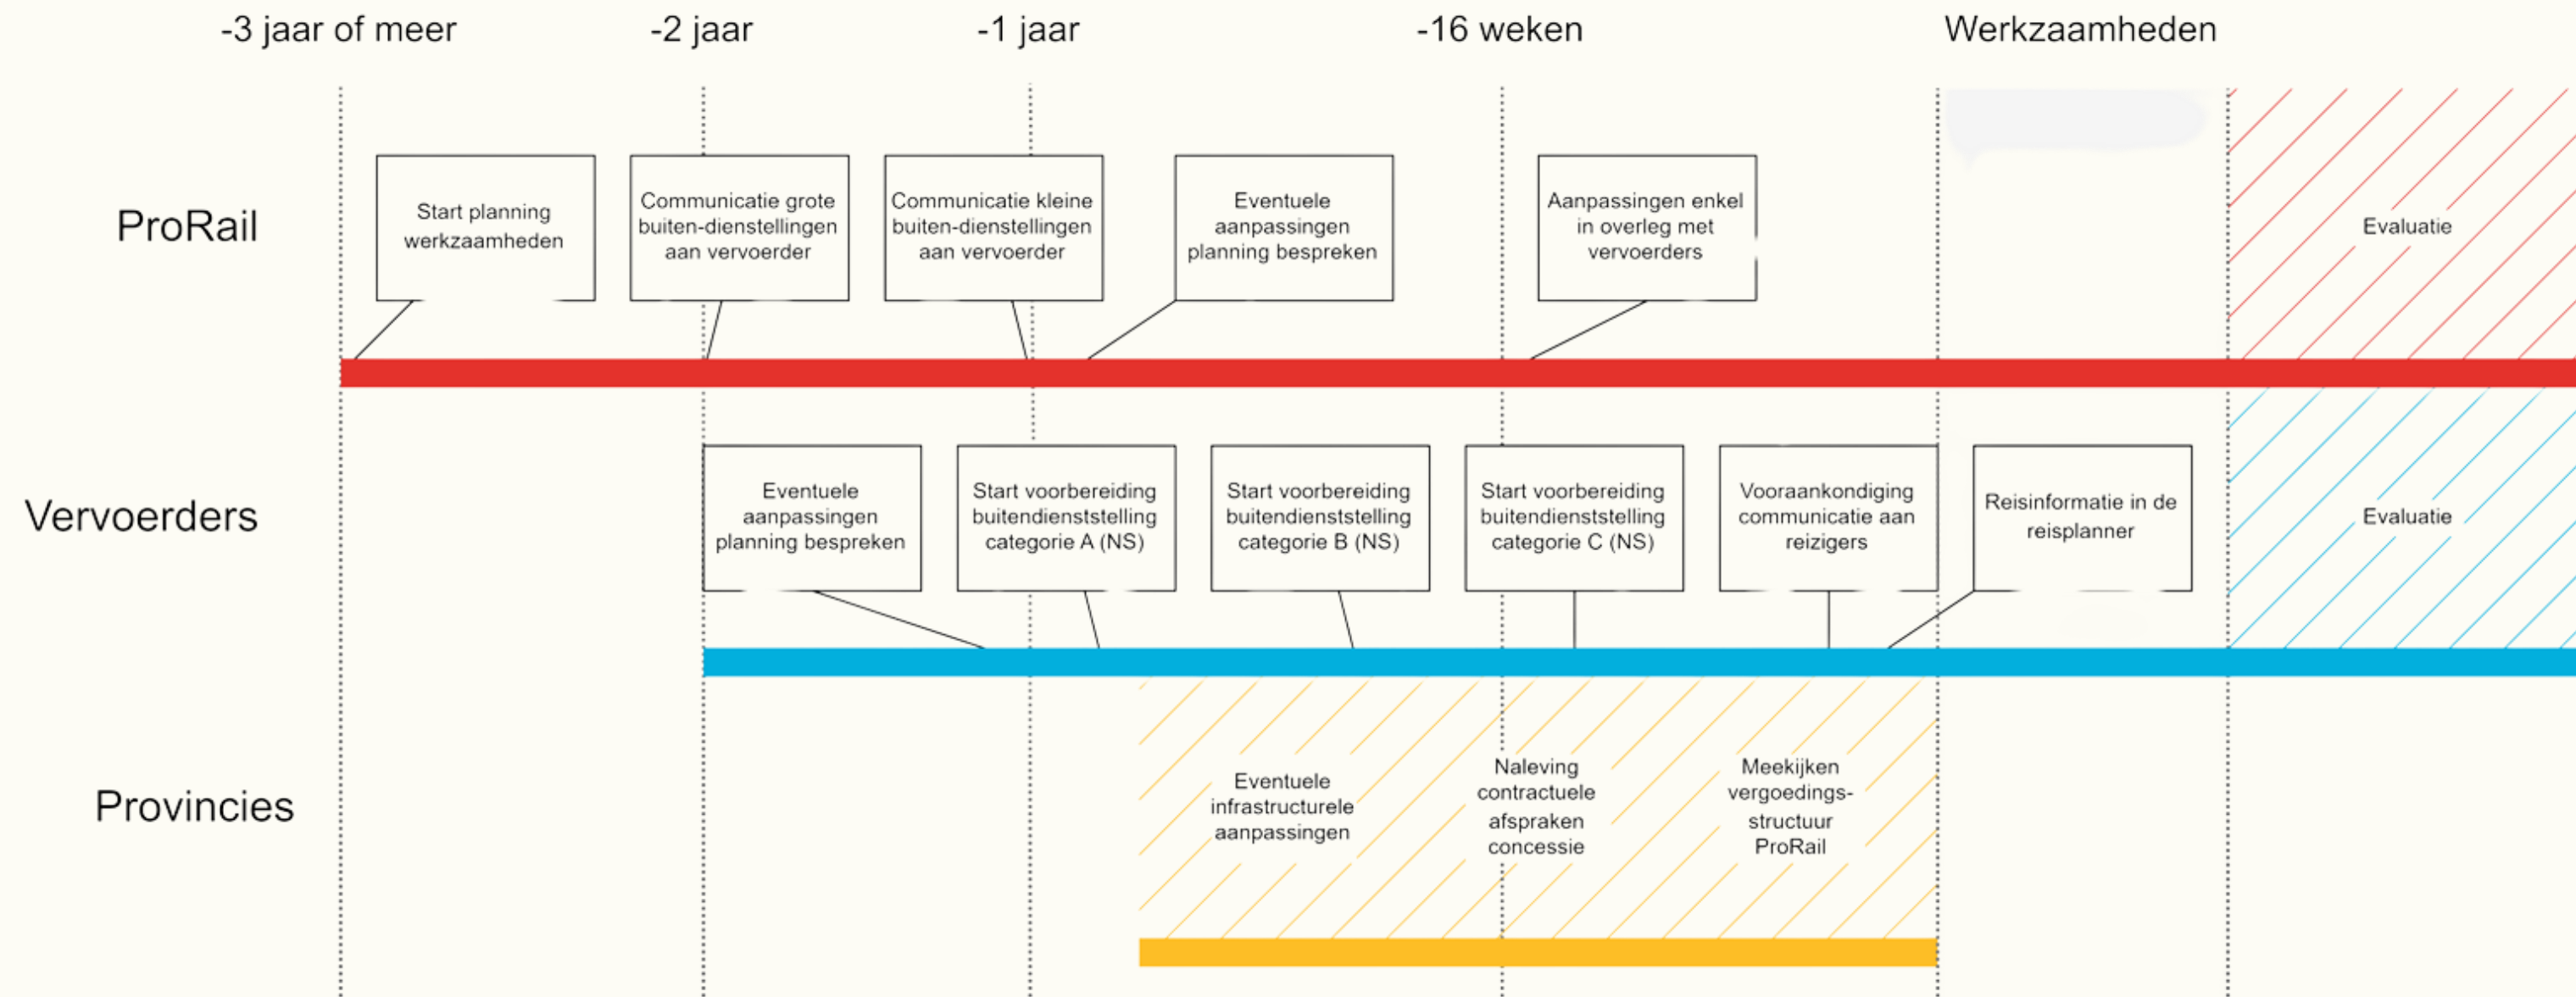 -3 jaar of meer
-2 jaar
-1 jaar
-16 weken
Werkzaamheden
ProRail
Start planning
werkzaamheden
Communicatie grote
buiten-dienstellingen
aan vervoerder
Communicatie kleine
buiten-dienstellingen
aan vervoerder
Eventuele
aanpassingen
planning bespreken
Aanpassingen enkel
in overleg met
vervoerders
Evaluatie
Vervoerders
Eventuele
aanpassingen
planning bespreken
Start voorbereiding
buitendienststelling
categorie A (NS)
Start voorbereiding
buitendienststelling
categorie B (NS)
Start voorbereiding
buitendienststelling
categorie C (NS)
Vooraankondiging
communicatie aan
reizigers
Reisinformatie in de
reisplanner
Evaluatie
Provincies
Eventuele
infrastructurele
aanpassingen
Naleving
contractuele
afspraken
concessie
Meekijken
vergoedings-
structuur
ProRail